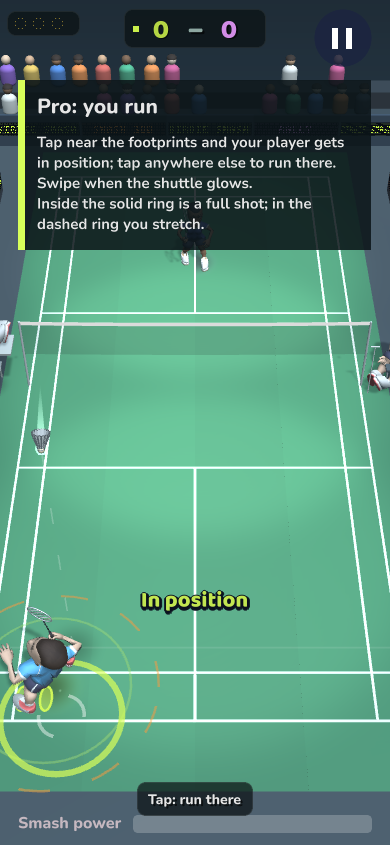 0 – 0
Pro: you run
Tap near the footprints and your player gets
in position; tap anywhere else to run there.
Swipe when the shuttle glows.
Inside the solid ring is a full shot; in the
dashed ring you stretch.
In position
Tap: run there
Smash power